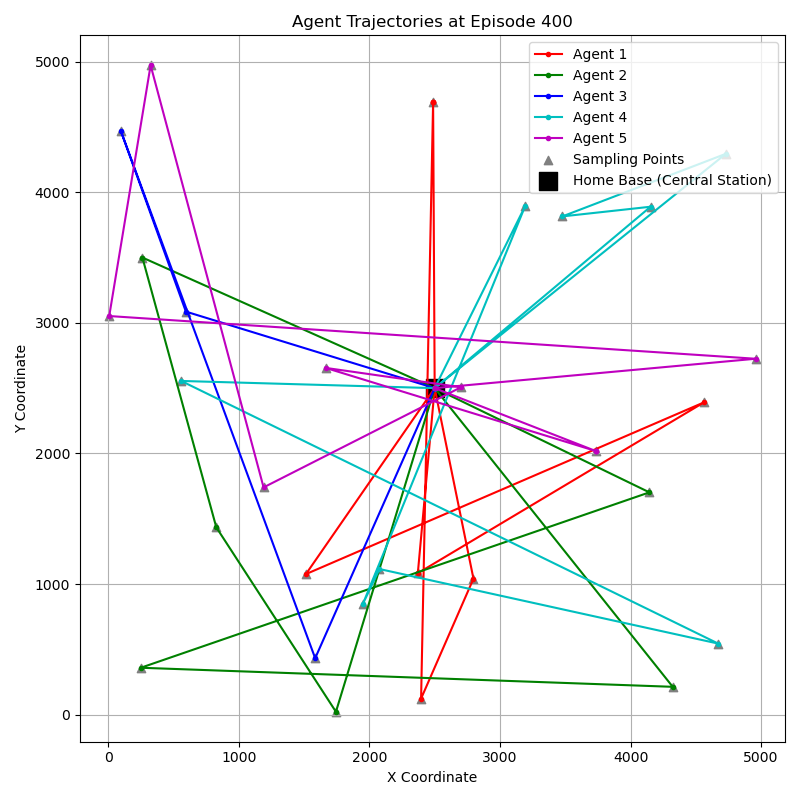 Agent Trajectories at Episode 400
Agent 1
Agent 2
Agent 3
Agent 4
Agent 5
Sampling Points
Home Base (Central Station)
5000
4000
3000
2000
1000
0
Y Coordinate
0 1000 2000 3000 4000 5000
X Coordinate